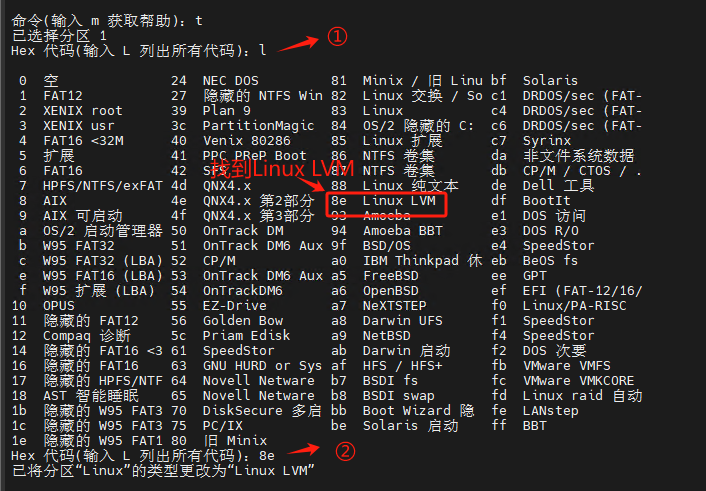 命令(输入 m 获取帮助)：t
已选择分区 1
Hex 代码(输入 L 列出所有代码)：l
①
0 空 24 NEC DOS 81 Minix / 旧 Linu bf Solaris
1 FAT12 27 隐藏的 NTFS Win 82 Linux 交换 / So c1 DRDOS/sec (FAT-
2 XENIX root 39 Plan 9 83 Linux c4 DRDOS/sec (FAT-
3 XENIX usr 3c PartitionMagic 84 OS/2 隐藏的 C: c6 DRDOS/sec (FAT-
4 FAT16 <32M 40 Venix 80286 85 Linux 扩展 c7 Syrinx
5 扩展 41 PPC PReP Boot 86 NTFS 卷集 da 非文件系统数据
6 FAT16 42 SFS 87 NTFS 卷集 db CP/M / CTOS / .
找到Linux LVM
7 HPFS/NTFS/exFAT 4d QNX4.x 88 Linux 纯文本 de Dell 工具
8 AIX 4e QNX4.x 第2部分 8e Linux LVM df BootIt
9 AIX 可启动 4f QNX4.x 第3部分 93 Amoeba e1 DOS 访问
a OS/2 启动管理器 50 OnTrack DM 94 Amoeba BBT e3 DOS R/O
b W95 FAT32 51 OnTrack DM6 Aux 9f BSD/OS e4 SpeedStor
c W95 FAT32 (LBA) 52 CP/M a0 IBM Thinkpad 休 eb BeOS fs
e W95 FAT16 (LBA) 53 OnTrack DM6 Aux a5 FreeBSD ee GPT
f W95 扩展 (LBA) 54 OnTrackDM6 a6 OpenBSD ef EFI (FAT-12/16/
10 OPUS 55 EZ-Drive a7 NeXTSTEP f0 Linux/PA-RISC
11 隐藏的 FAT12 56 Golden Bow a8 Darwin UFS f1 SpeedStor
12 Compaq 诊断 5c Priam Edisk a9 NetBSD f4 SpeedStor
14 隐藏的 FAT16 <3 61 SpeedStor ab Darwin 启动 f2 DOS 次要
16 隐藏的 FAT16 63 GNU HURD or Sys af HFS / HFS+ fb VMware VMFS
17 隐藏的 HPFS/NTF 64 Novell Netware b7 BSDI fs fc VMware VMKCORE
18 AST 智能睡眠 65 Novell Netware b8 BSDI swap fd Linux raid 自动
1b 隐藏的 W95 FAT3 70 DiskSecure 多启 bb Boot Wizard 隐 fe LANstep
1c 隐藏的 W95 FAT3 75 PC/IX be Solaris 启动 ff BBT
1e 隐藏的 W95 FAT1 80 旧 Minix
Hex 代码(输入 L 列出所有代码)：8e
②
已将分区“Linux”的类型更改为“Linux LVM”